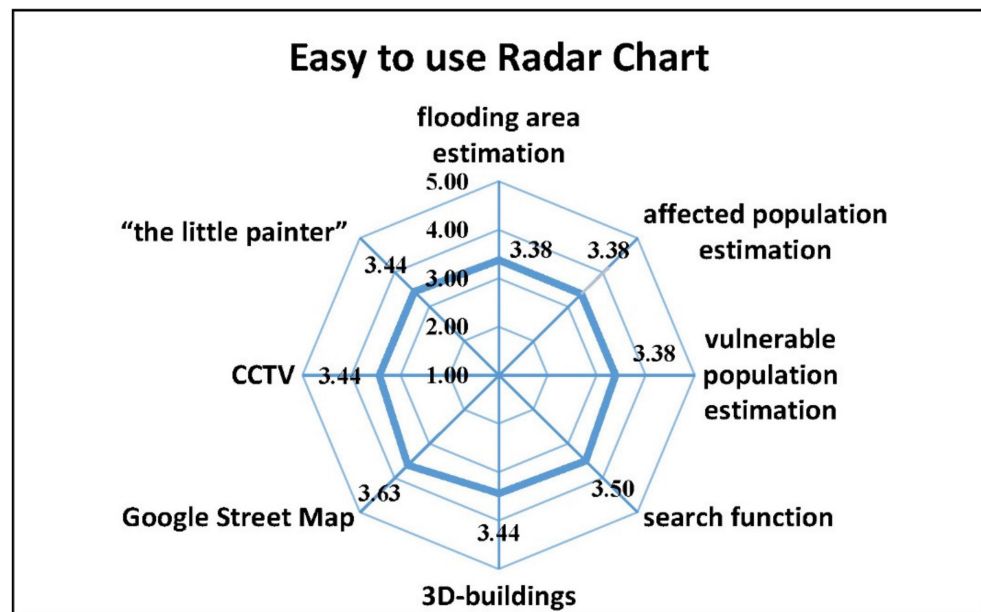 Easy to use Radar Chart
flooding area
estimation
5.00
“the little painter”
affected population
estimation
4.00
3.38
3.38
3.44
3.00
2.00
3.38
vulnerable
population
estimation
CCTV
3.44
1.00
3.63
3.50
Google Street Map
search function
3.44
3D-buildings